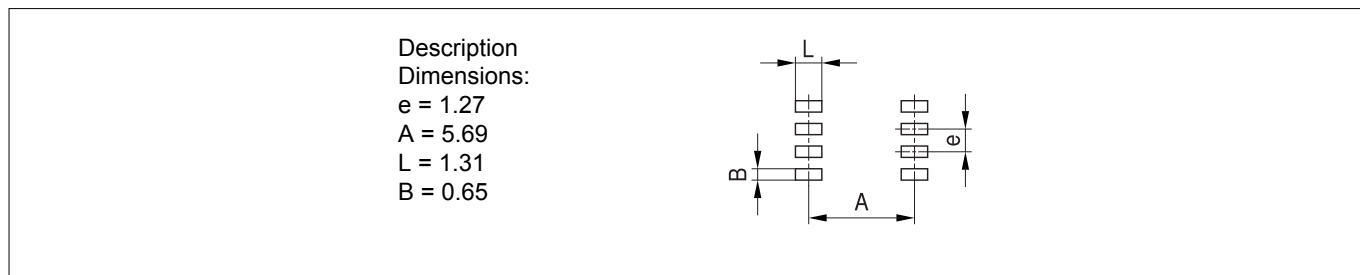 Description
Dimensions:
e = 1.27
A = 5.69
L = 1.31
B = 0.65
L
e
B
A